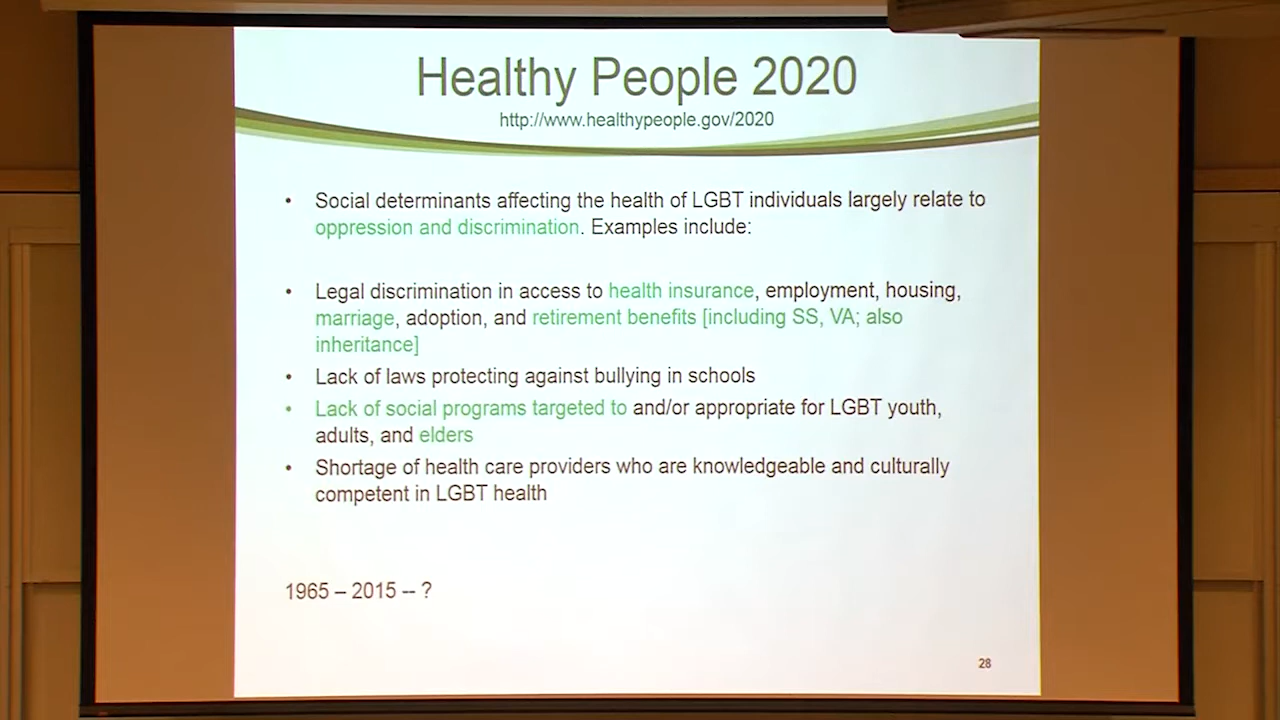 Healthy People 2020
http://www.healthypeople.gov/2020
• Social determinants affecting the health of LGBT individuals largely relate to
oppression and discrimination. Examples include:
• Legal discrimination in access to health insurance, employment, housing,
marriage, adoption, and retirement benefits [including SS, VA; also
inheritance]
• Lack of laws protecting against bullying in schools
• Lack of social programs targeted to and/or appropriate for LGBT youth,
adults, and elders
• Shortage of health care providers who are knowledgeable and culturally
competent in LGBT health
1965 – 2015 -- ?
28